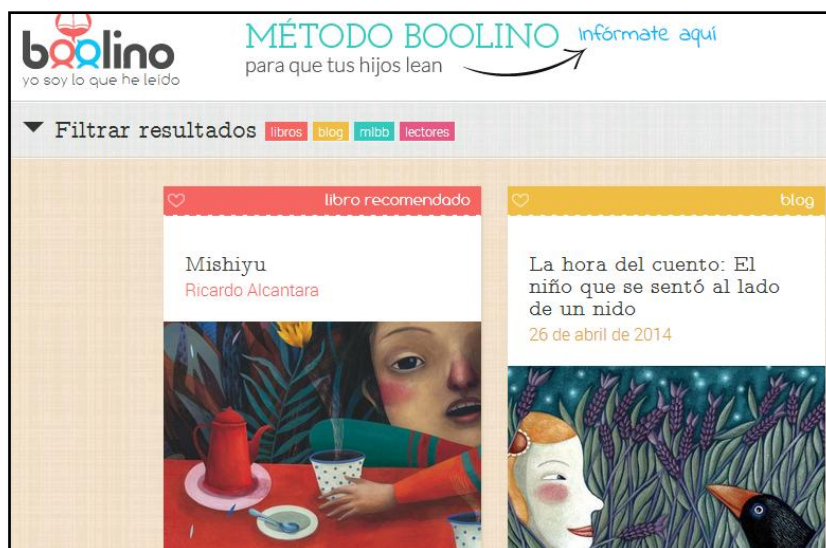 boolino
yo soy lo que he leído
MÉTODO BOOLINO
para que tus hijos lean
Infórmate aquí
Filtrar resultados libros blog mlbb lectores
libro recomendado
Mishiyu
Ricardo Alcantara
blog
La hora del cuento: El
niño que se sentó al lado
de un nido
26 de abril de 2014